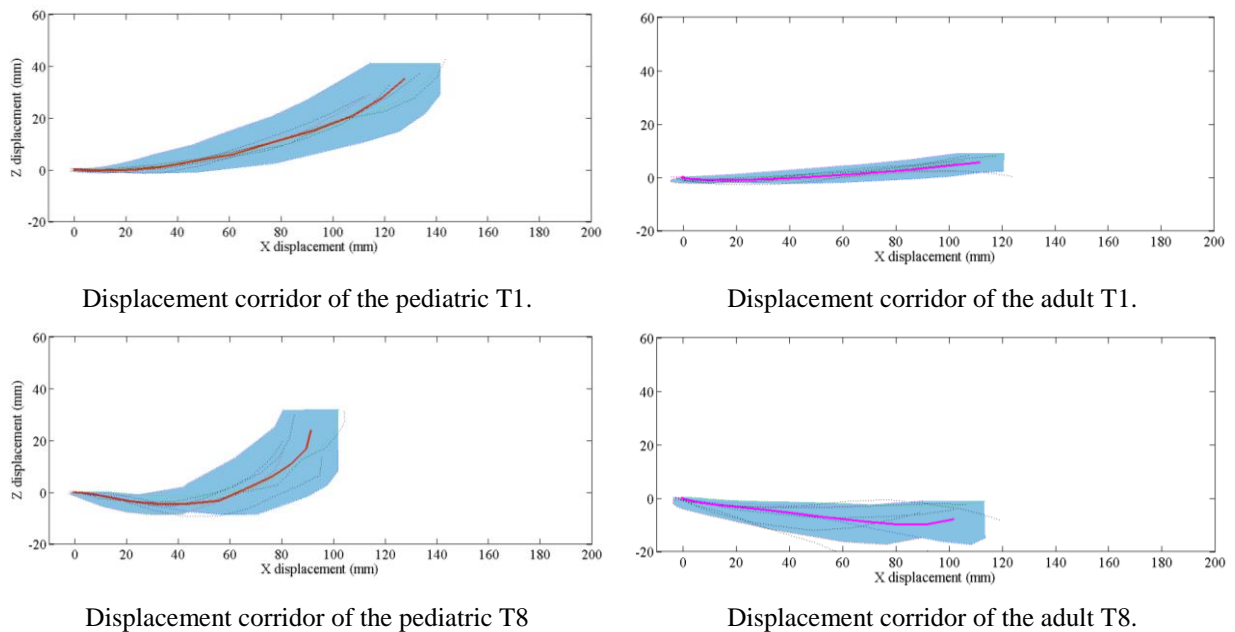 60
40
20
0
-20
Z displacement (mm)
0 20 40 60 80 100 120 140 160 180 200
X displacement (mm)
Displacement corridor of the pediatric T1.
60
40
20
0
-20
0 20 40 60 80 100 120 140 160 180 200
X displacement (mm)
Displacement corridor of the adult T1.
60
40
20
0
-20
Z displacement (mm)
0 20 40 60 80 100 120 140 160 180 200
X displacement (mm)
Displacement corridor of the pediatric T8
60
40
20
0
-20
0 20 40 60 80 100 120 140 160 180 200
X displacement (mm)
Displacement corridor of the adult T8.